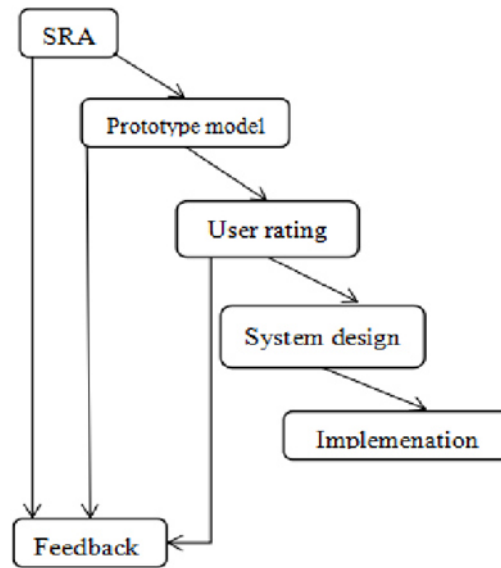 SRA
Prototype model
User rating
System design
Implemenation
Feedback